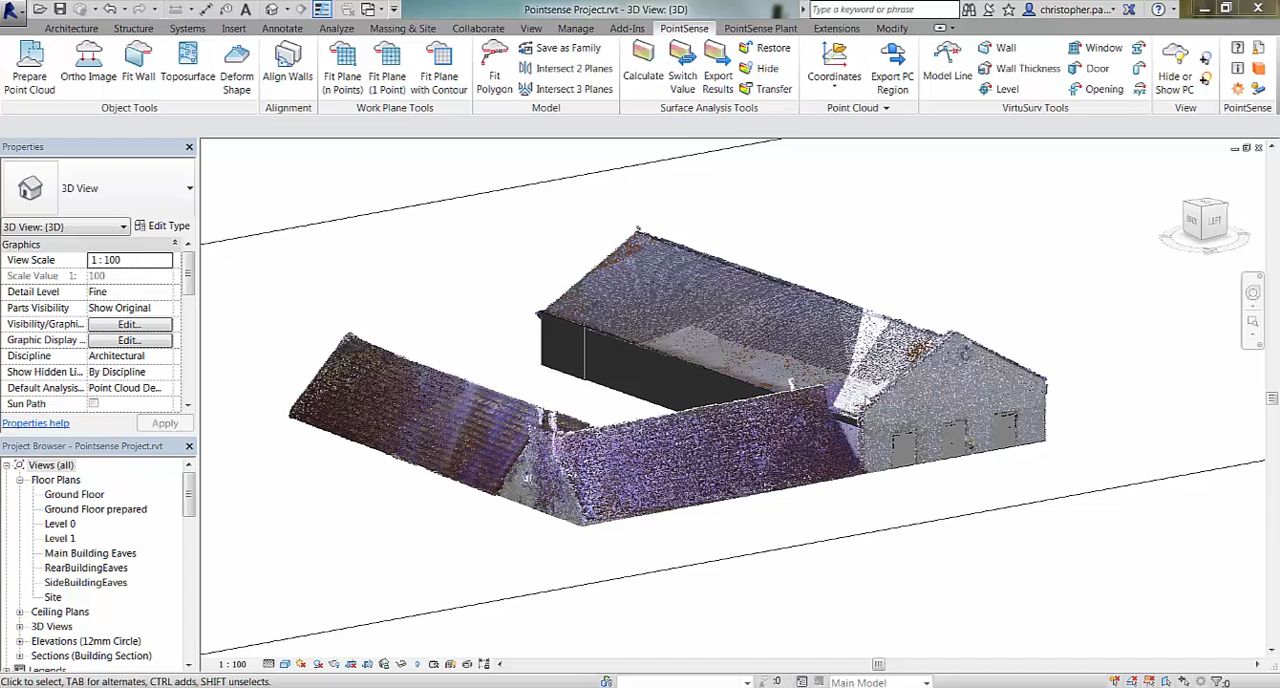 Pointsense Project.rvt - 3D View: {3D}
Type a keyword or phrase
christopher.pa...
Architecture Structure Systems Insert Annotate Analyze Massing & Site Collaborate View Manage Add-Ins PointSense PointSense Plant Extensions Modify
Prepare Point Cloud
Ortho Image
Fit Wall
Toposurface
Deform Shape
Object Tools
Align Walls
Alignment
Fit Plane (n Points)
Fit Plane (1 Point)
Fit Plane with Contour
Work Plane Tools
Fit Polygon
Save as Family
Intersect 2 Planes
Intersect 3 Planes
Model
Calculate
Switch Value
Export Results
Restore
Hide
Transfer
Surface Analysis Tools
Coordinates
Export PC Region
Point Cloud
Model Line
Wall
Wall Thickness
Level
Window
Door
Opening
VirtuSurv Tools
Hide or Show PC
View
PointSense
Properties
3D View
3D View: {3D}
Edit Type
Graphics
View Scale 1 : 100
Scale Value 1: 100
Detail Level Fine
Parts Visibility Show Original
Visibility/Graphi... Edit...
Graphic Display ... Edit...
Discipline Architectural
Show Hidden Li... By Discipline
Default Analysis... Point Cloud De...
Sun Path
Properties help
Apply
Project Browser - Pointsense Project.rvt
Views (all)
Floor Plans
Ground Floor
Ground Floor prepared
Level 0
Level 1
Main Building Eaves
RearBuildingEaves
SideBuildingEaves
Site
Ceiling Plans
3D Views
Elevations (12mm Circle)
Sections (Building Section)
Legends
BACK
LEFT
1 : 100
Click to select, TAB for alternates, CTRL adds, SHIFT unselects.
:0
Main Model
:0